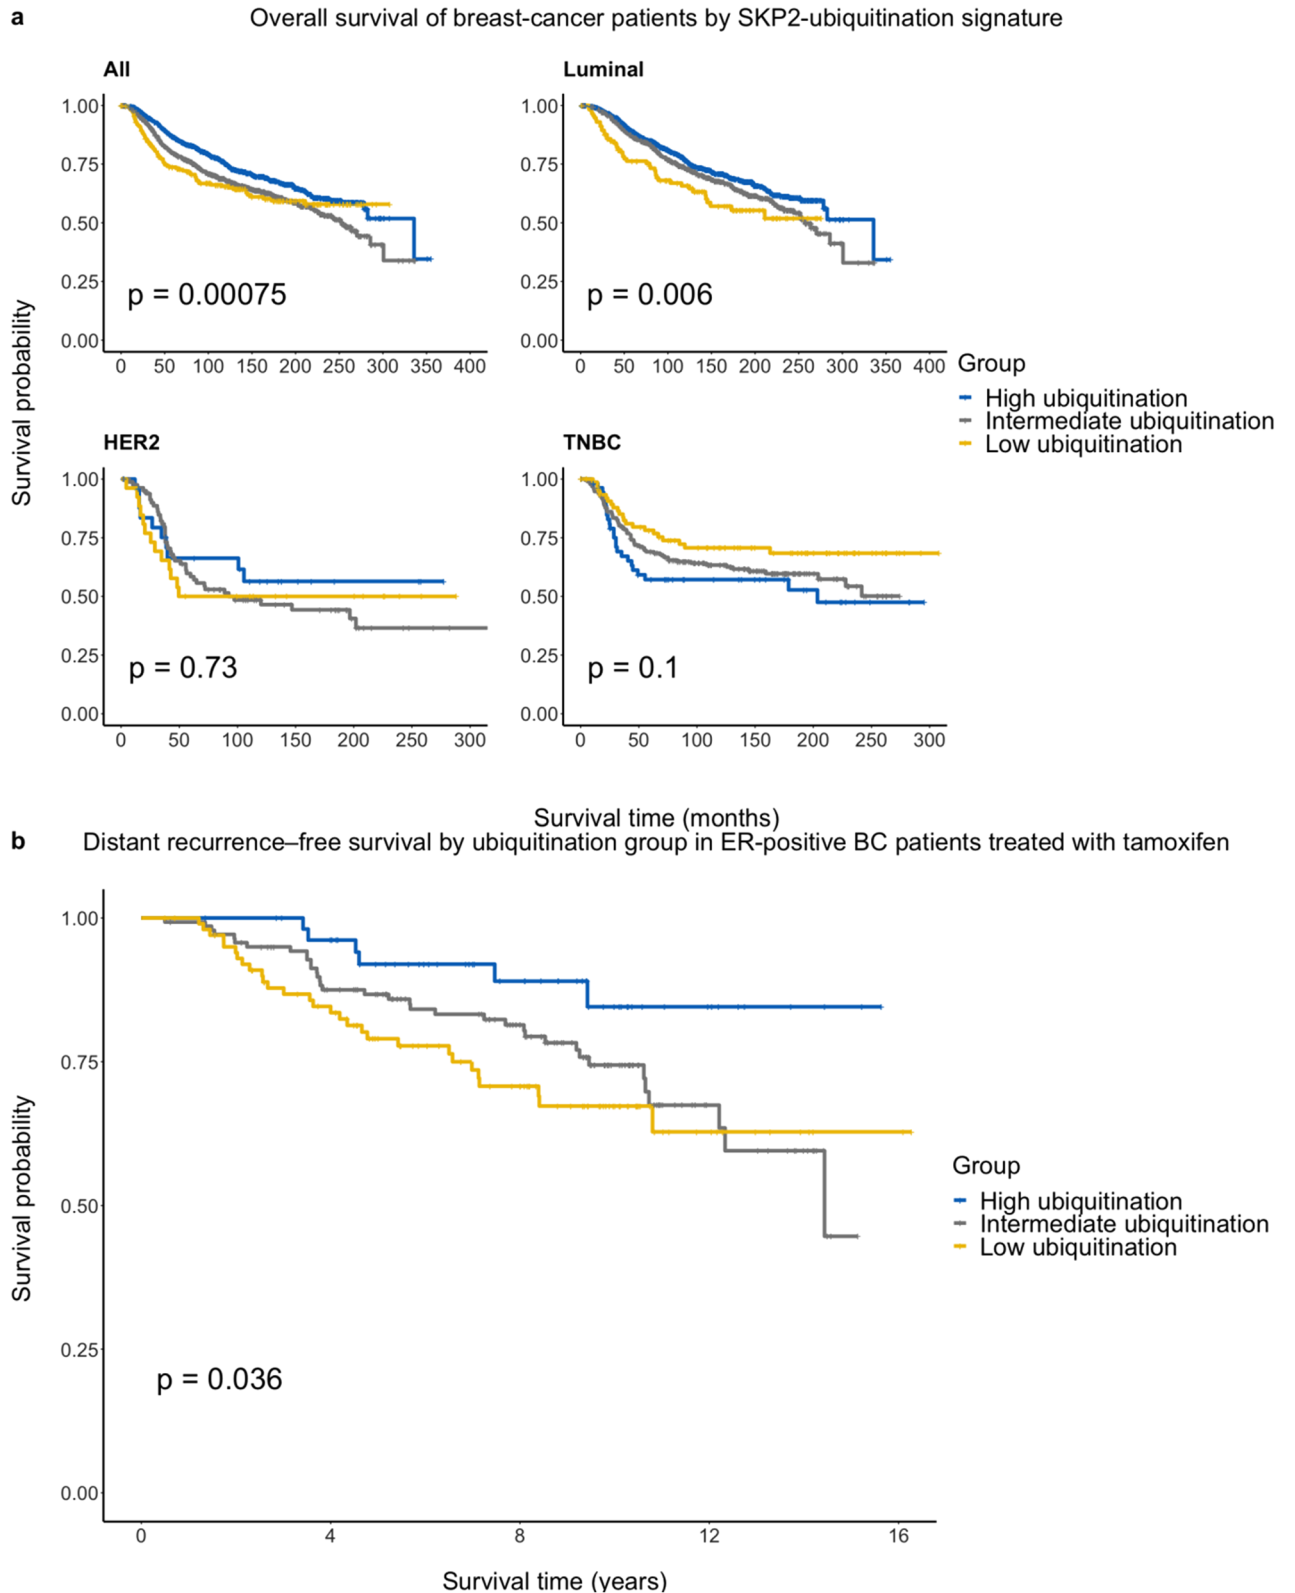 a
Overall survival of breast-cancer patients by SKP2-ubiquitination signature
All
Luminal
1.00
0.75
0.50
0.25
0.00
p = 0.00075
0 50 100 150 200 250 300 350 400
1.00
0.75
0.50
0.25
0.00
p = 0.006
0 50 100 150 200 250 300 350 400
Survival probability
Group
High ubiquitination
Intermediate ubiquitination
Low ubiquitination
HER2
TNBC
1.00
0.75
0.50
0.25
0.00
p = 0.73
0 50 100 150 200 250 300
1.00
0.75
0.50
0.25
0.00
p = 0.1
0 50 100 150 200 250 300
Survival time (months)
b
Distant recurrence–free survival by ubiquitination group in ER-positive BC patients treated with tamoxifen
1.00
0.75
0.50
0.25
0.00
Survival probability
p = 0.036
Group
High ubiquitination
Intermediate ubiquitination
Low ubiquitination
0 4 8 12 16
Survival time (years)